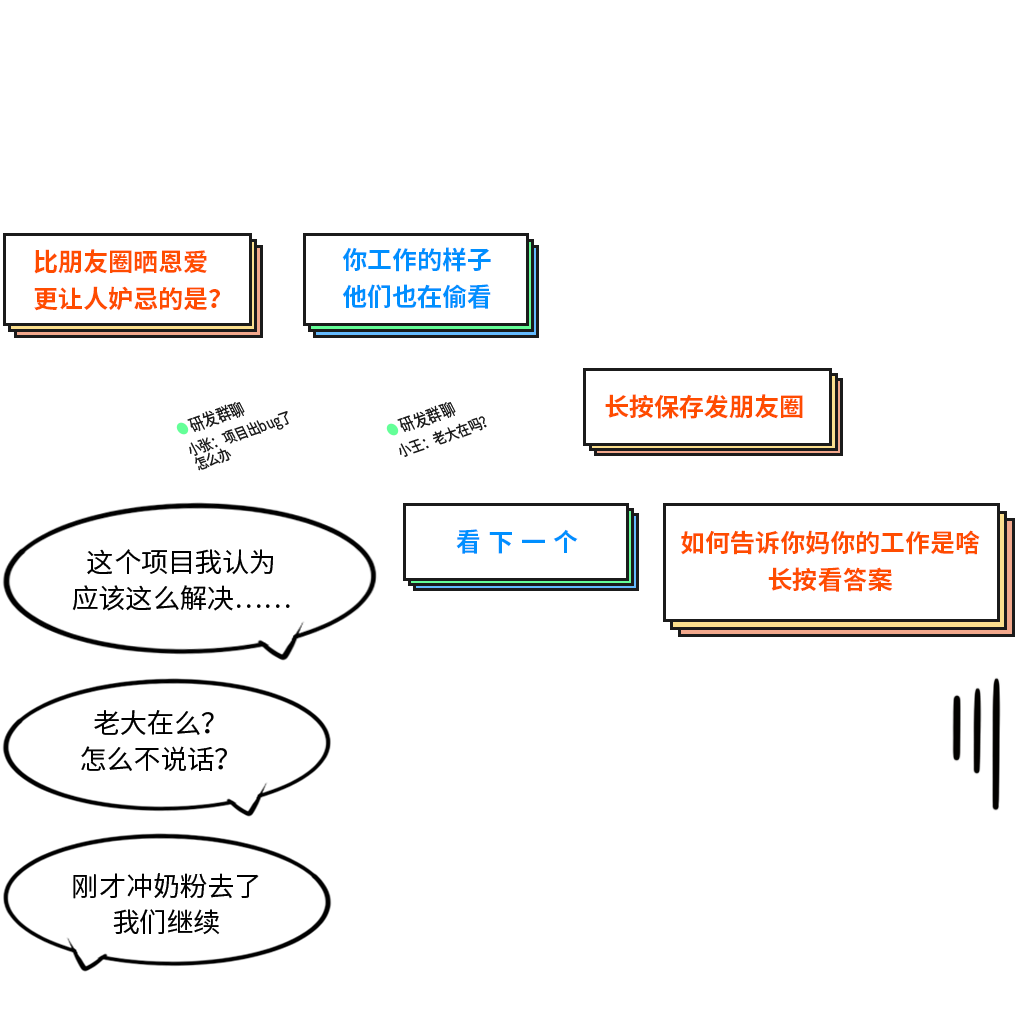 比朋友圈晒恩爱
更让人妒忌的是？
你工作的样子
他们也在偷看
研发群聊
小张：项目出bug了
怎么办
研发群聊
小王：老大在吗？
长按保存发朋友圈
这个项目我认为
应该这么解决……
看下一个
如何告诉你妈你的工作是啥
长按看答案
老大在么？
怎么不说话？
刚才冲奶粉去了
我们继续